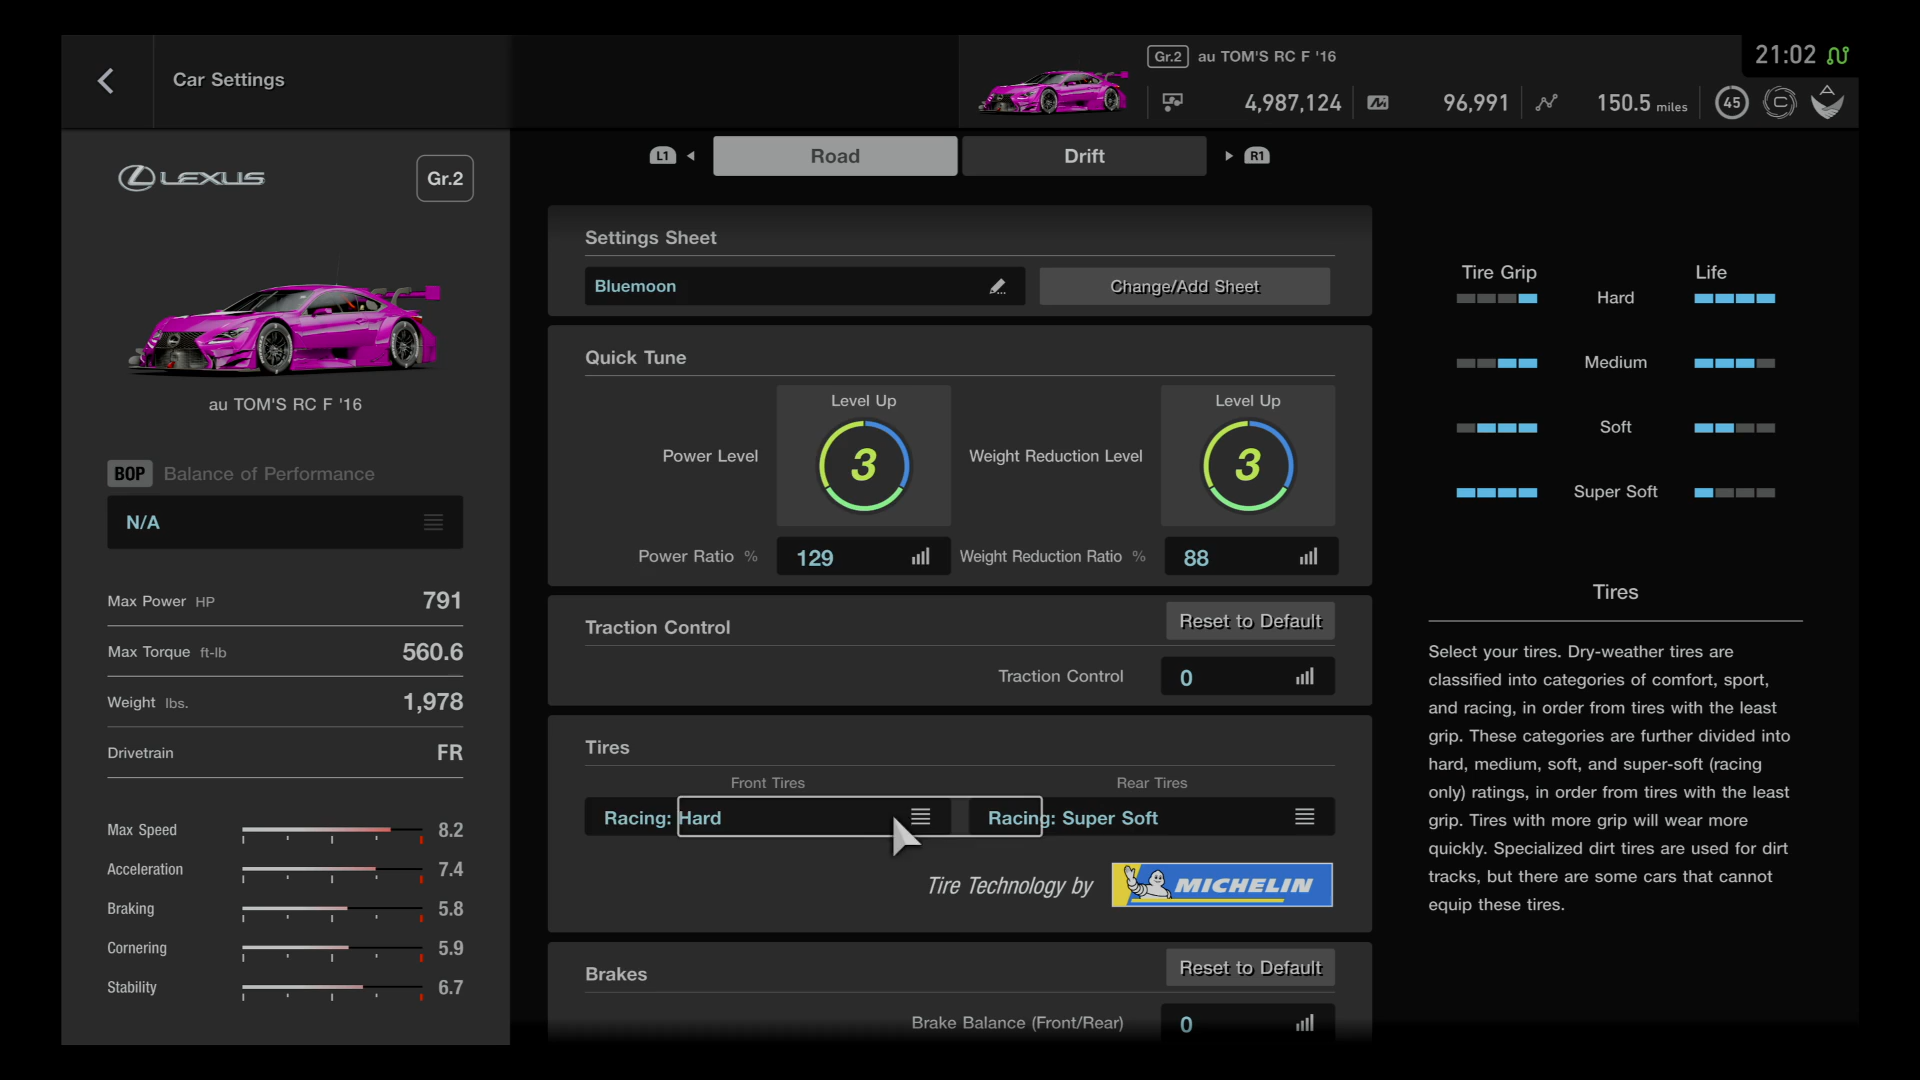 Car Settings
Gr.2 au TOM'S RC F '16
4,987,124 96,991 150.5 miles 45
21:02
LEXUS
Gr.2
au TOM'S RC F '16
BOP Balance of Performance
N/A
Max Power HP 791
Max Torque ft-lb 560.6
Weight lbs. 1,978
Drivetrain FR
Max Speed 8.2
Acceleration 7.4
Braking 5.8
Cornering 5.9
Stability 6.7
L1 Road Drift R1
Settings Sheet
Bluemoon Change/Add Sheet
Quick Tune
Level Up Level Up
Power Level 3 Weight Reduction Level 3
Power Ratio % 129 Weight Reduction Ratio % 88
Traction Control Reset to Default
Traction Control 0
Tires
Front Tires Rear Tires
Racing: Hard Racing: Super Soft
Tire Technology by MICHELIN
Brakes Reset to Default
Brake Balance (Front/Rear) 0
Tire Grip Life
Hard
Medium
Soft
Super Soft
Tires
Select your tires. Dry-weather tires are
classified into categories of comfort, sport,
and racing, in order from tires with the least
grip. These categories are further divided into
hard, medium, soft, and super-soft (racing
only) ratings, in order from tires with the least
grip. Tires with more grip will wear more
quickly. Specialized dirt tires are used for dirt
tracks, but there are some cars that cannot
equip these tires.